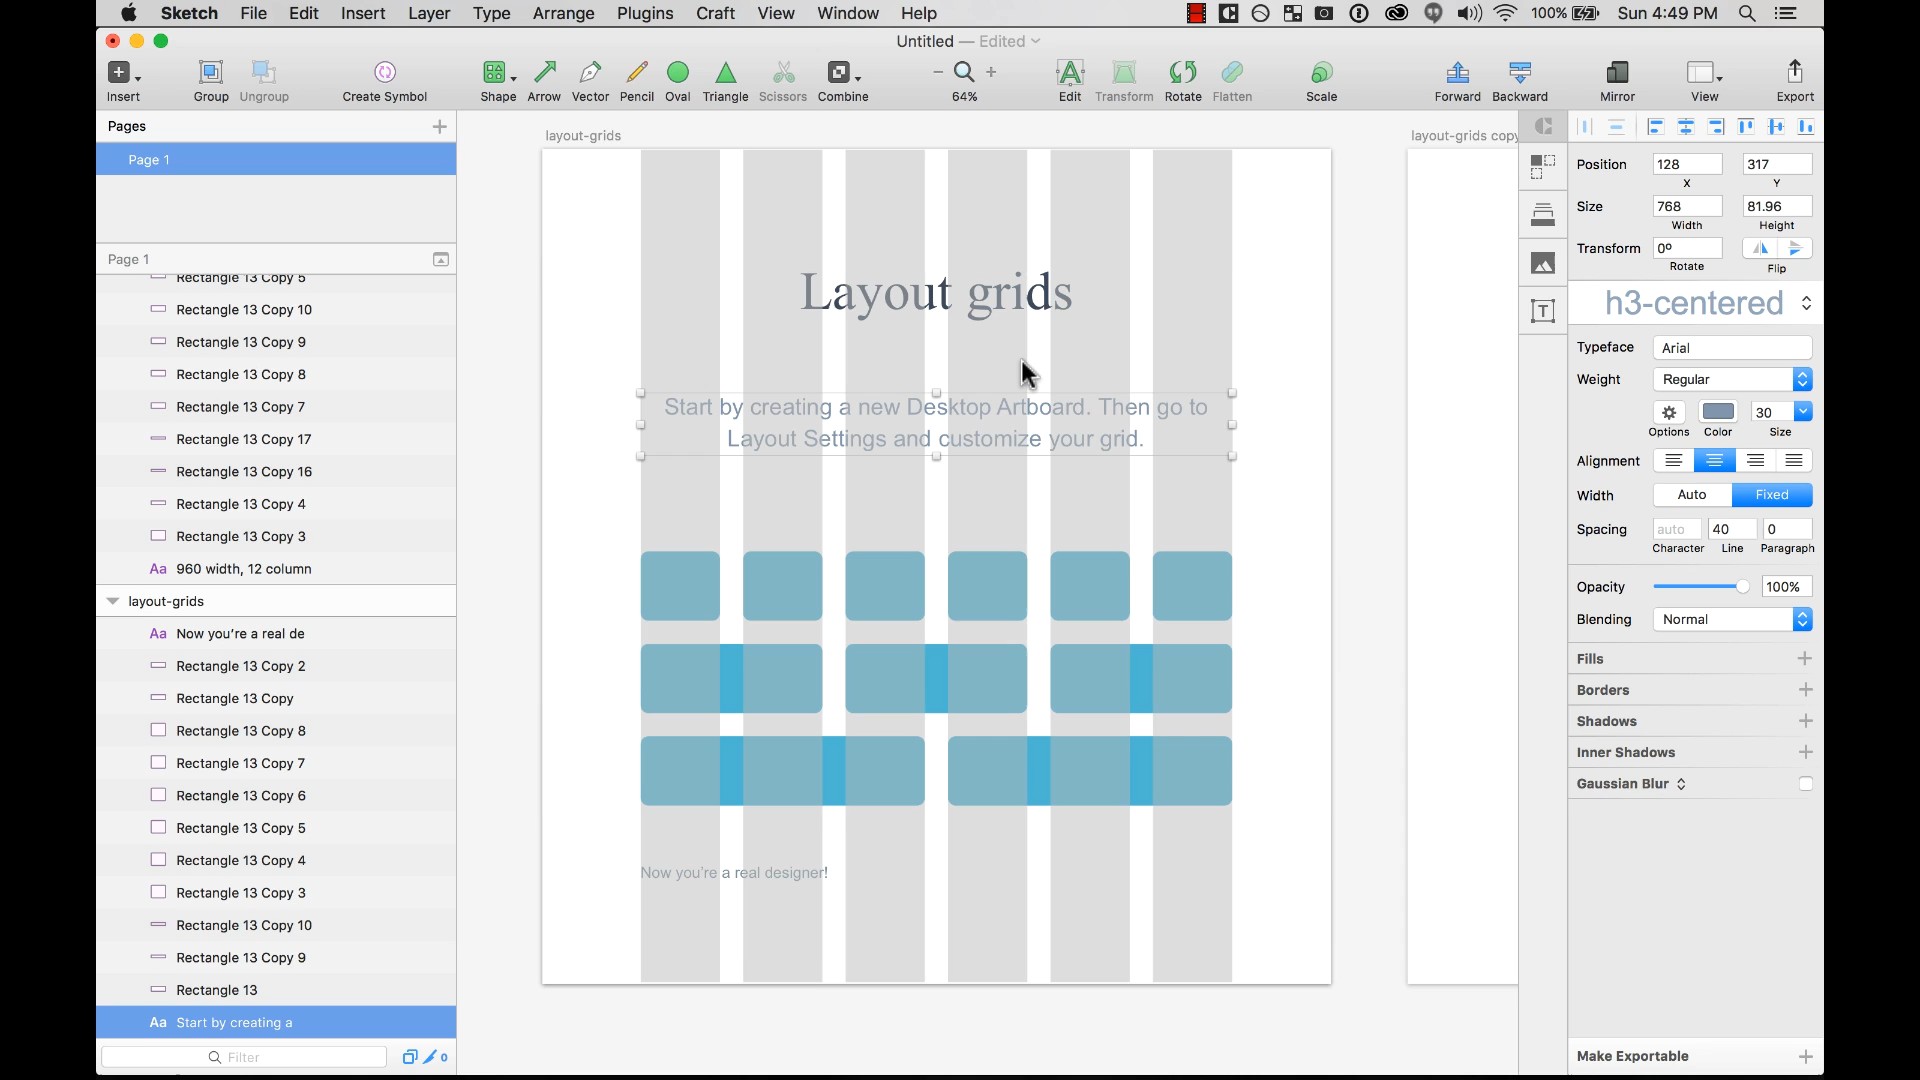 Sketch File Edit Insert Layer Type Arrange Plugins Craft View Window Help 100% Sun 4:49 PM
Untitled — Edited
Insert Group Ungroup Create Symbol Shape Arrow Vector Pencil Oval Triangle Scissors Combine 64% Edit Transform Rotate Flatten Scale Forward Backward Mirror View Export
Pages
Page 1
Page 1
Rectangle 13 Copy 5
Rectangle 13 Copy 10
Rectangle 13 Copy 9
Rectangle 13 Copy 8
Rectangle 13 Copy 7
Rectangle 13 Copy 17
Rectangle 13 Copy 16
Rectangle 13 Copy 4
Rectangle 13 Copy 3
Aa 960 width, 12 column
layout-grids
Aa Now you're a real de
Rectangle 13 Copy 2
Rectangle 13 Copy
Rectangle 13 Copy 8
Rectangle 13 Copy 7
Rectangle 13 Copy 6
Rectangle 13 Copy 5
Rectangle 13 Copy 4
Rectangle 13 Copy 3
Rectangle 13 Copy 10
Rectangle 13 Copy 9
Rectangle 13
Aa Start by creating a
Filter 0
layout-grids
Layout grids
Start by creating a new Desktop Artboard. Then go to
Layout Settings and customize your grid.
Now you're a real designer!
layout-grids copy
Position 128 317
X Y
Size 768 81.96
Width Height
Transform 0º
Rotate Flip
h3-centered
Typeface Arial
Weight Regular
30
Options Color Size
Alignment
Width Auto Fixed
Spacing auto 40 0
Character Line Paragraph
Opacity 100%
Blending Normal
Fills
Borders
Shadows
Inner Shadows
Gaussian Blur
Make Exportable